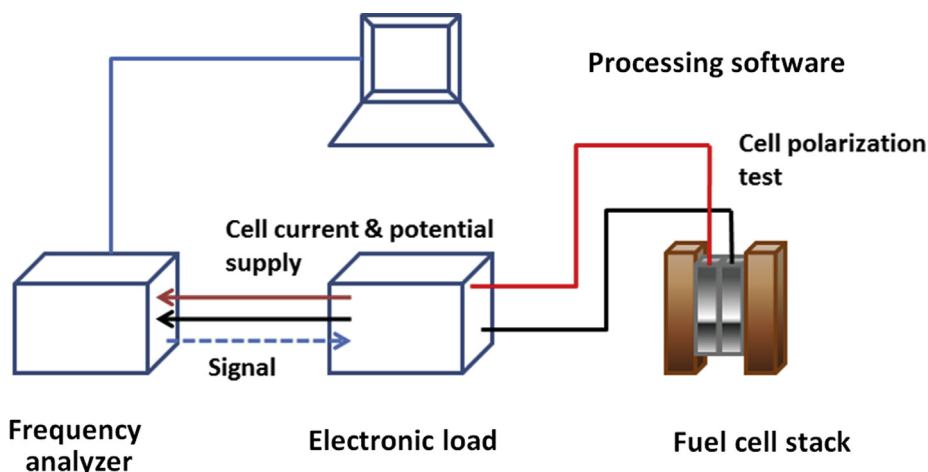 Processing software
Cell polarization
test
Cell current & potential
supply
Signal
Frequency
analyzer
Electronic load
Fuel cell stack